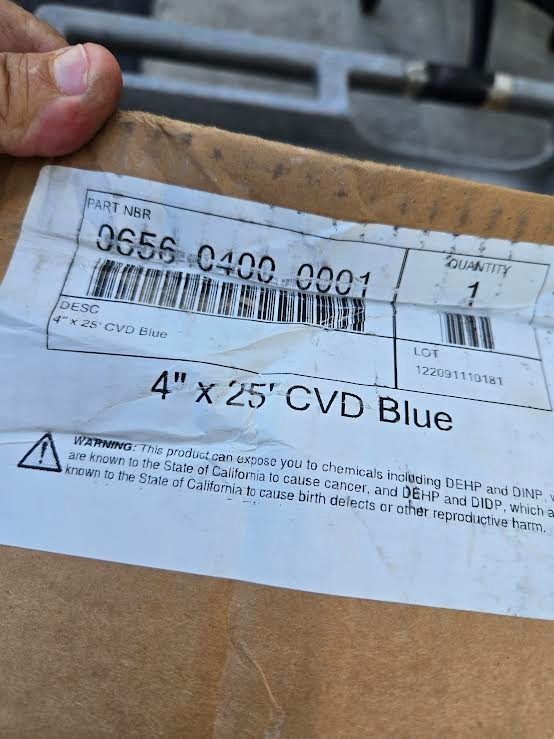 PART NBR
0656 0400 0001
QUANTITY
1
DESC
4" x 25' CVD Blue
LOT
122091110181
4" x 25' CVD Blue
WARNING: This product can expose you to chemicals including DEHP and DINP,
are known to the State of California to cause cancer, and DEHP and DIDP, which
known to the State of California to cause birth defects or other reproductive harm.